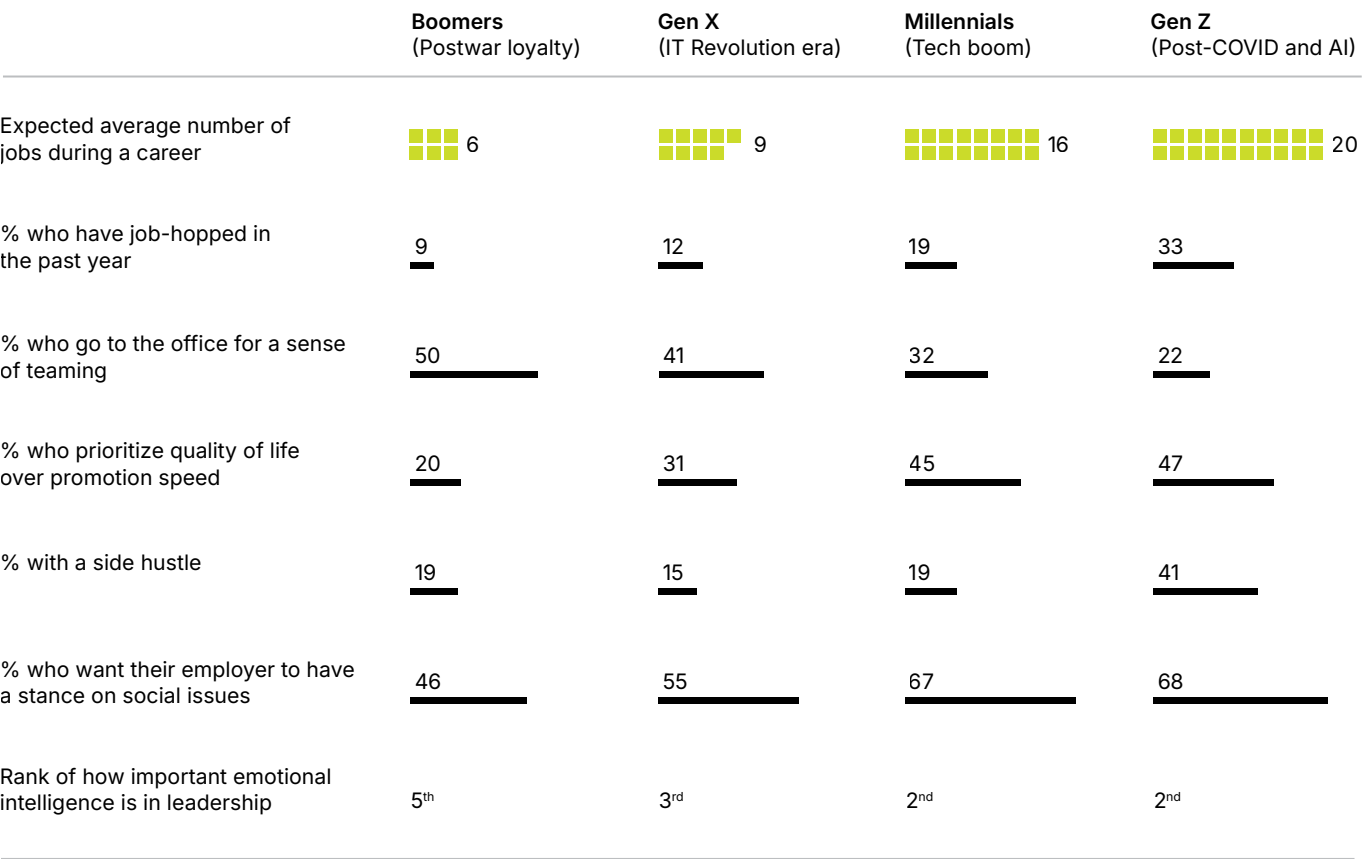 Boomers
(Postwar loyalty)
Gen X
(IT Revolution era)
Millennials
(Tech boom)
Gen Z
(Post-COVID and AI)
Expected average number of
jobs during a career
6
9
16
20
% who have job-hopped in
the past year
9
12
19
33
% who go to the office for a sense
of teaming
50
41
32
22
% who prioritize quality of life
over promotion speed
20
31
45
47
% with a side hustle
19
15
19
41
% who want their employer to have
a stance on social issues
46
55
67
68
Rank of how important emotional
intelligence is in leadership
5th
3rd
2nd
2nd